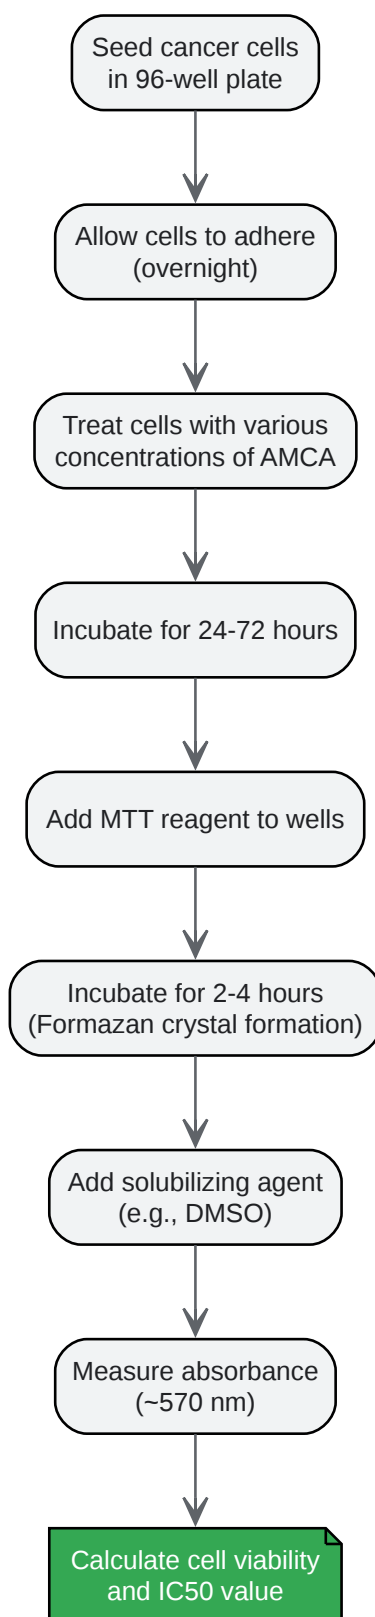 Seed cancer cells
in 96-well plate
Allow cells to adhere
(overnight)
Treat cells with various
concentrations of AMCA
Incubate for 24-72 hours
Add MTT reagent to wells
Incubate for 2-4 hours
(Formazan crystal formation)
Add solubilizing agent
(e.g., DMSO)
Measure absorbance
(~570 nm)
Calculate cell viability
and IC50 value